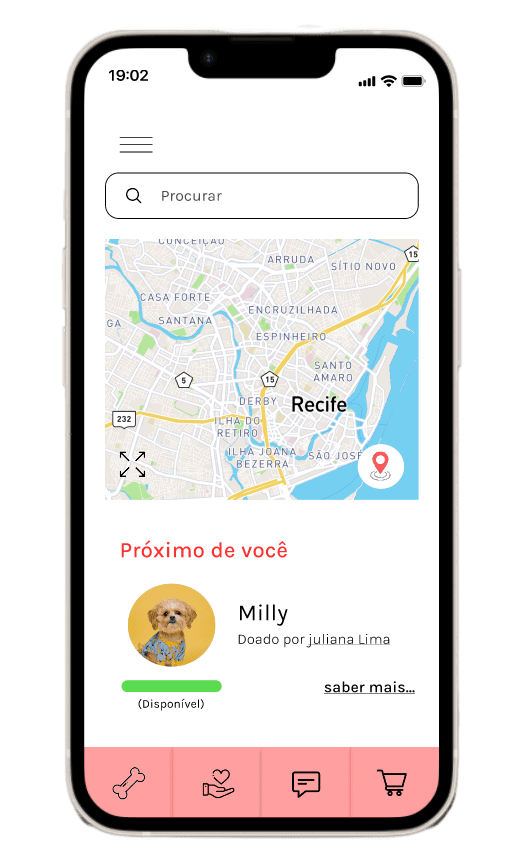 19:02
Procurar
CONCEIÇÃO
ARRUDA
SÍTIO NOVO
15
CASA FORTE
SANTANA
GA
ENCRUZILHADA
ESPINHEIRO
SANTO
AMARO
5
15
DERBY
Recife
232
ILHA DO
RETIRO
ILHA JOANA
BEZERRA
SÃO JOSÉ
Próximo de você
Milly
Doado por juliana Lima
saber mais...
(Disponível)